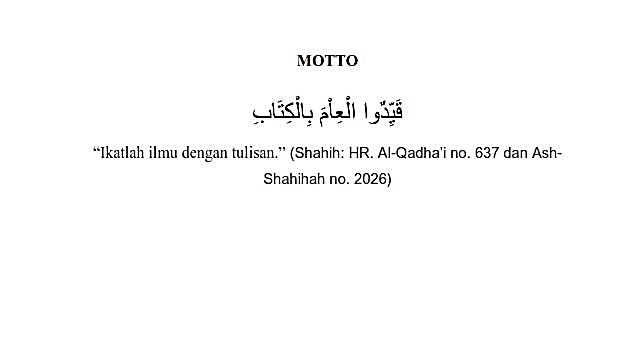 MOTTO
قَيِّدُوا الْعِلْمَ بِالْكِتَابِ
“Ikatlah ilmu dengan tulisan.” (Shahih: HR. Al-Qadha’i no. 637 dan Ash-
Shahihah no. 2026)